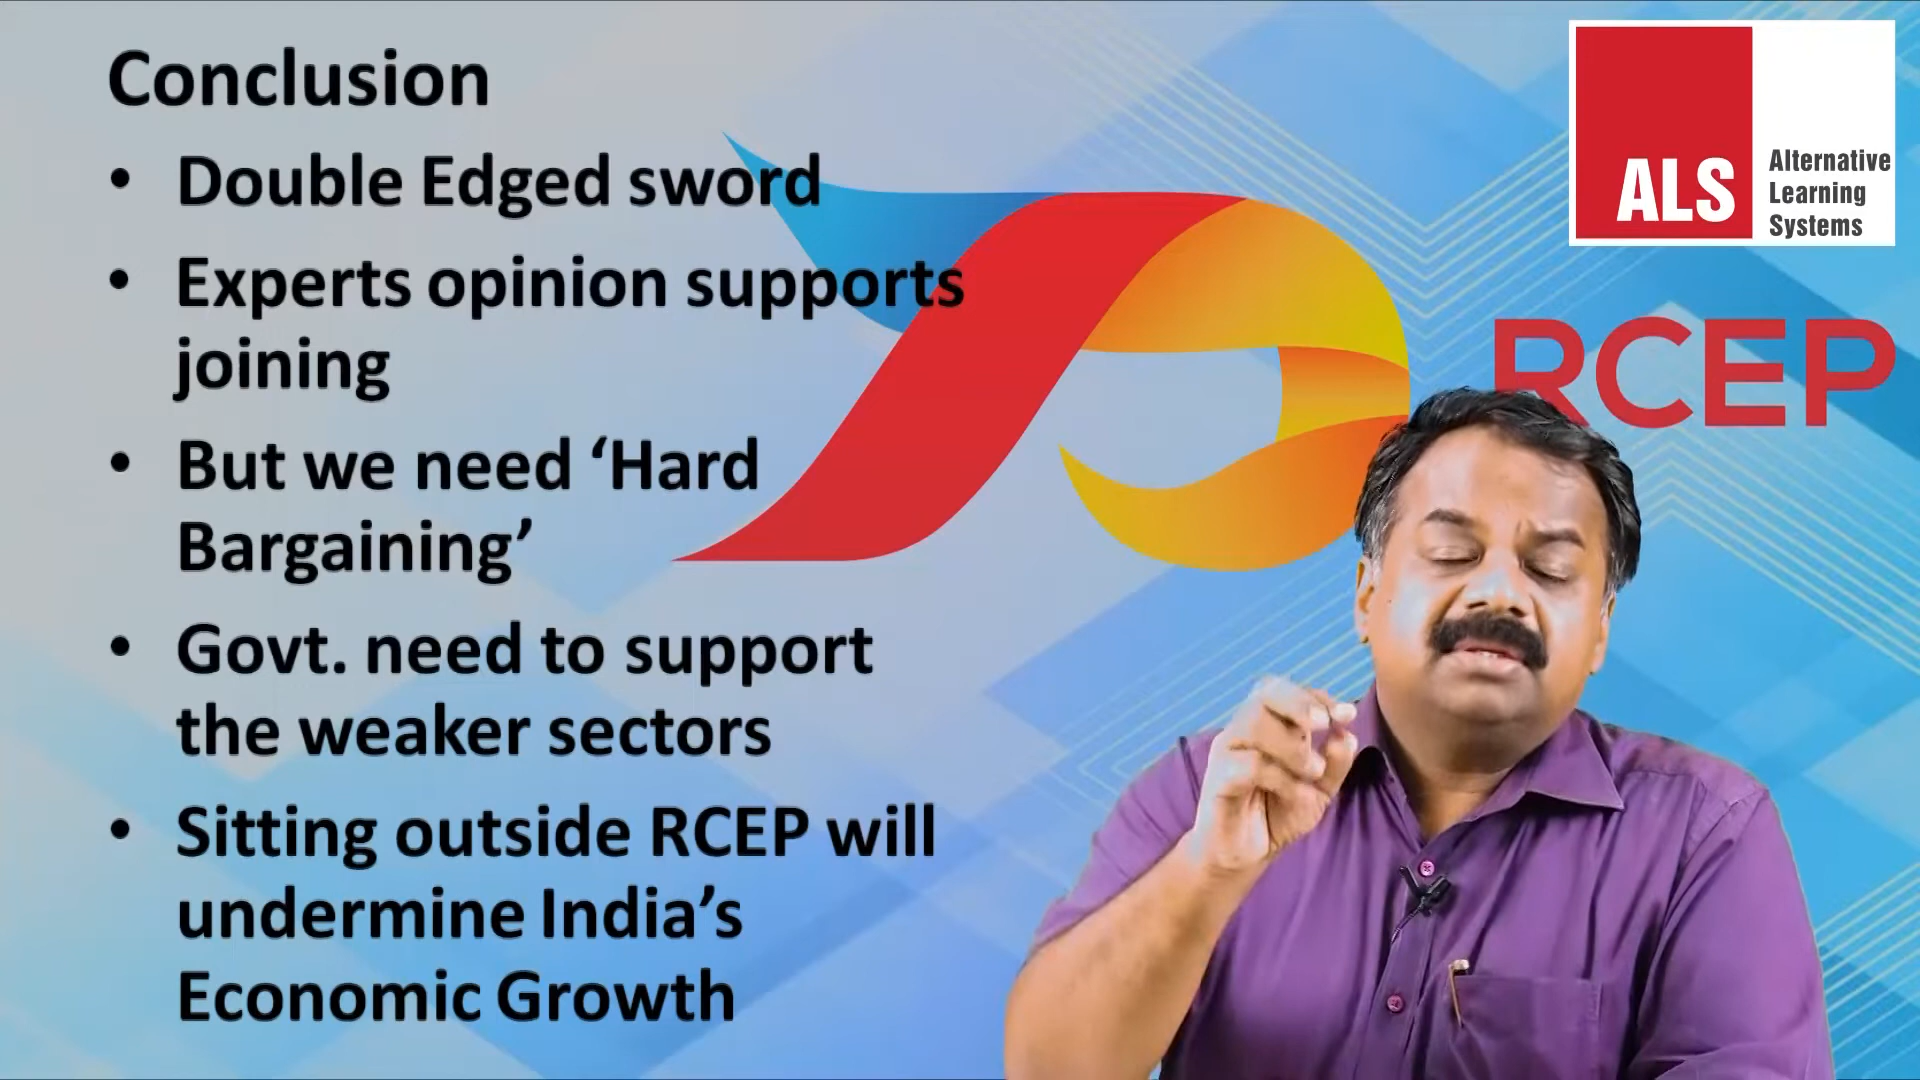 Conclusion
• Double Edged sword
• Experts opinion supports
joining
• But we need ‘Hard
Bargaining’
• Govt. need to support
the weaker sectors
• Sitting outside RCEP will
undermine India’s
Economic Growth
ALS
Alternative
Learning
Systems
RCEP